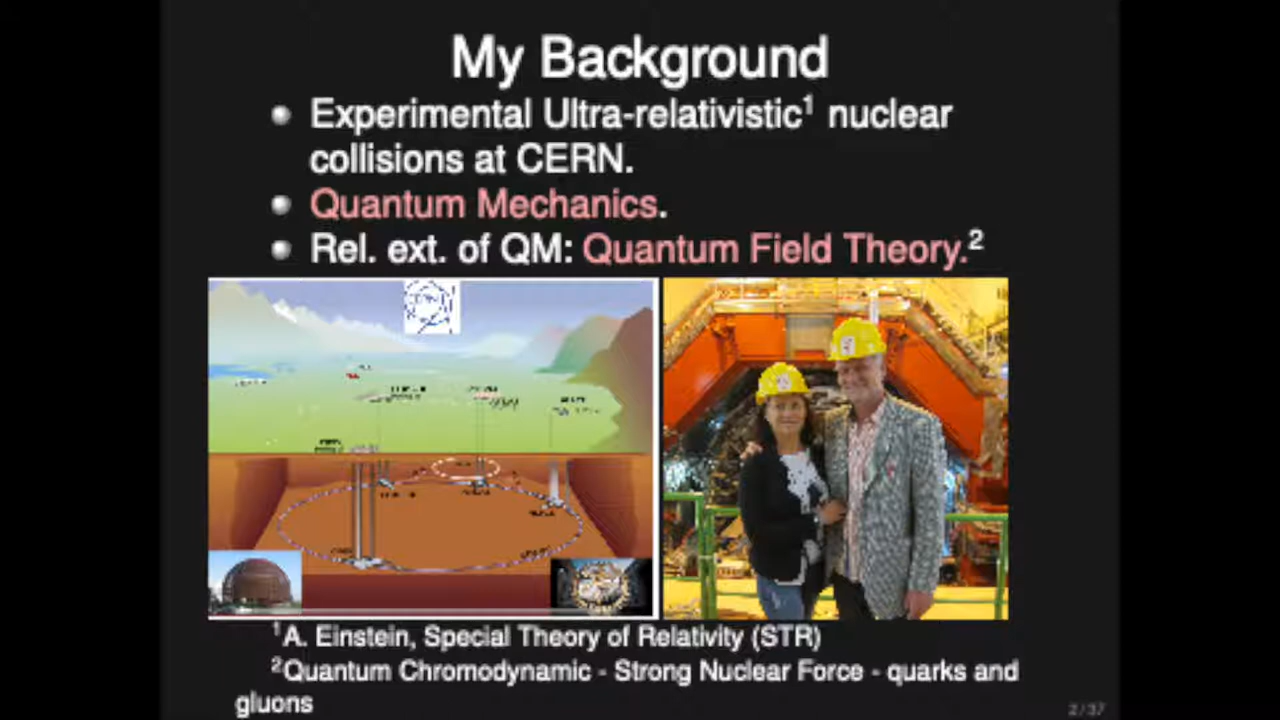 My Background
Experimental Ultra-relativistic¹ nuclear
collisions at CERN.
Quantum Mechanics.
Rel. ext. of QM: Quantum Field Theory.²
¹A. Einstein, Special Theory of Relativity (STR)
²Quantum Chromodynamic - Strong Nuclear Force - quarks and
gluons
2/37